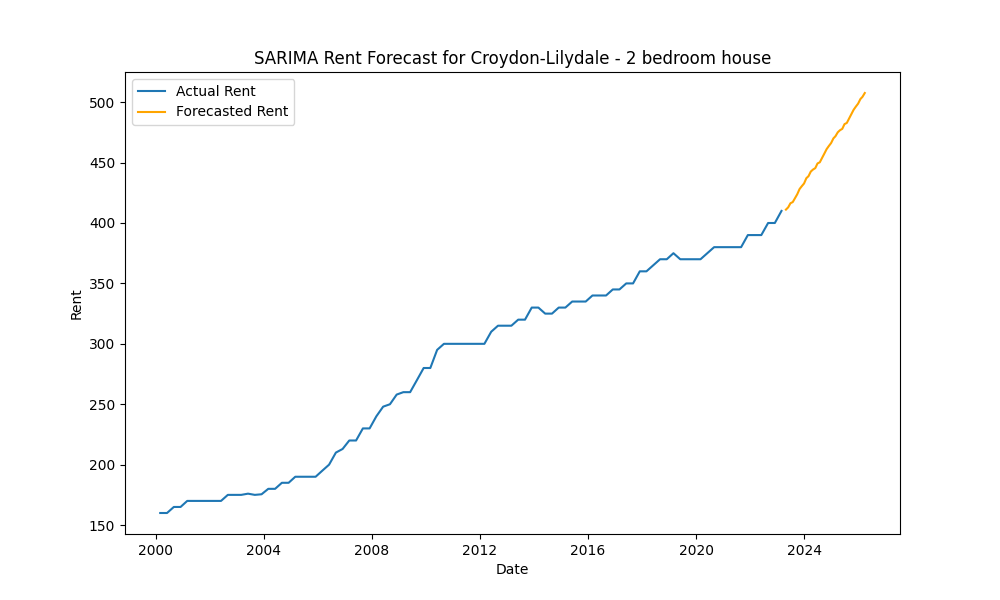 SARIMA Rent Forecast for Croydon-Lilydale - 2 bedroom house
Actual Rent
Forecasted Rent
500
450
400
350
300
250
200
150
Rent
2000 2004 2008 2012 2016 2020 2024
Date